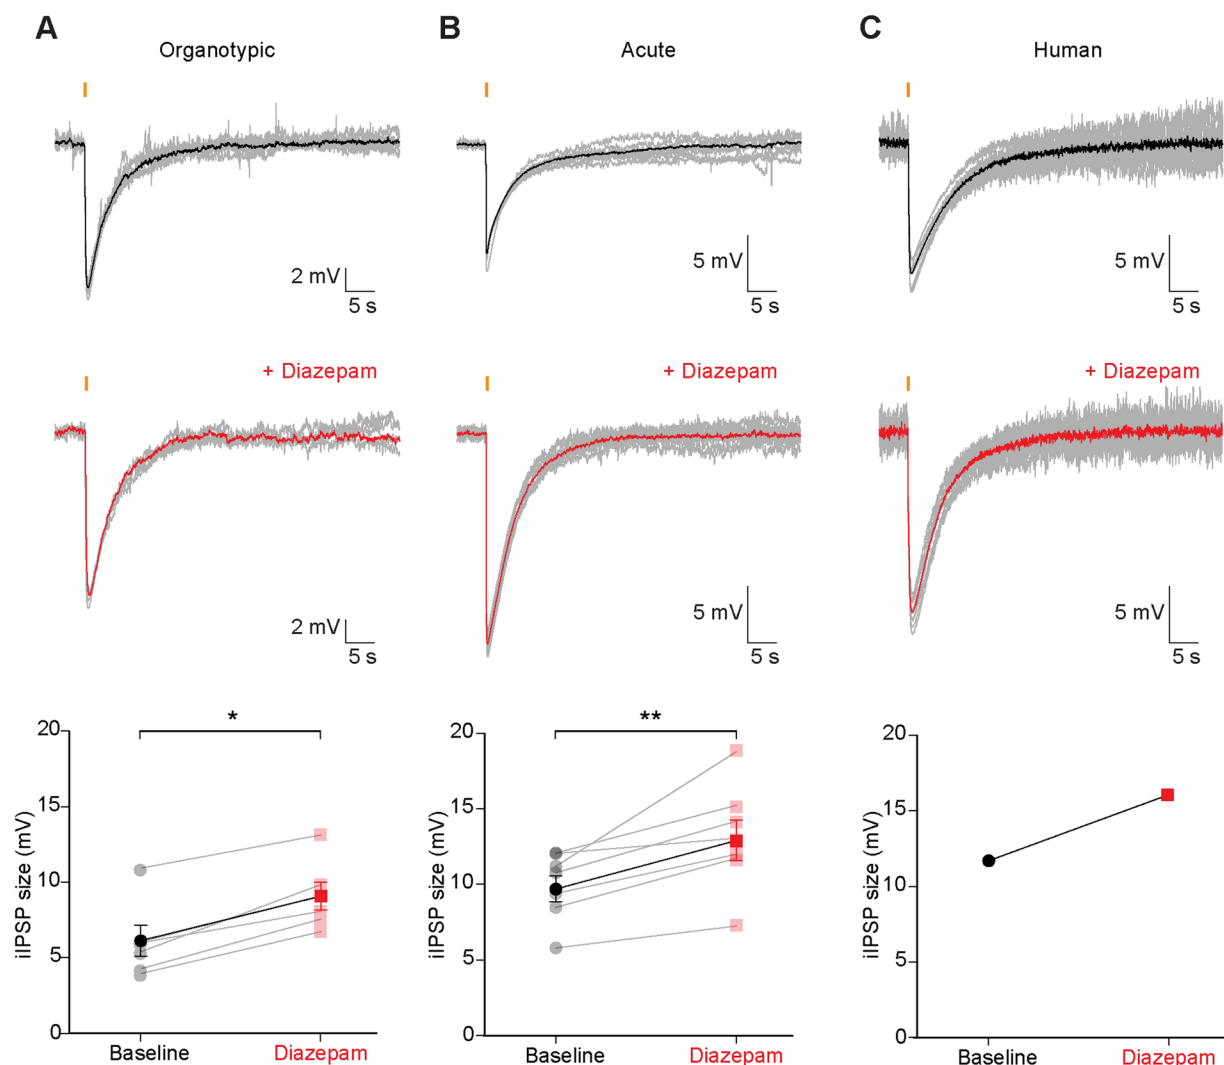 A
B
C
Organotypic
Acute
Human
2 mV
5 s
5 mV
5 s
5 mV
5 s
+ Diazepam
+ Diazepam
+ Diazepam
2 mV
5 s
5 mV
5 s
5 mV
5 s
*
20
15
10
5
0
iIPSP size (mV)
Baseline
Diazepam
**
20
15
10
5
0
iIPSP size (mV)
Baseline
Diazepam
20
15
10
5
0
iIPSP size (mV)
Baseline
Diazepam